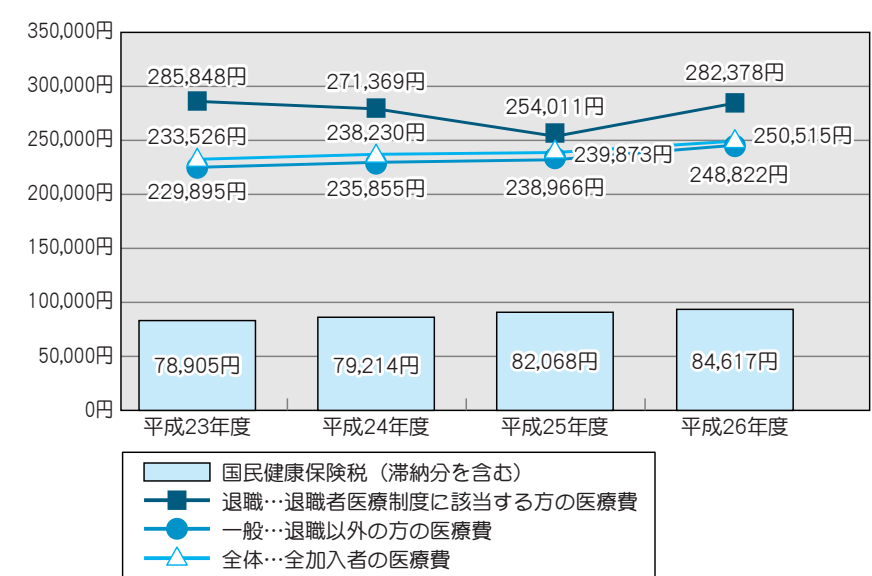 350,000円
300,000円
250,000円
200,000円
150,000円
100,000円
50,000円
0円
285,848円
271,369円
254,011円
282,378円
233,526円
238,230円
239,873円
250,515円
229,895円
235,855円
238,966円
248,822円
78,905円
79,214円
82,068円
84,617円
平成23年度
平成24年度
平成25年度
平成26年度
国民健康保険税（滞納分を含む）
退職…退職者医療制度に該当する方の医療費
一般…退職以外の方の医療費
全体…全加入者の医療費